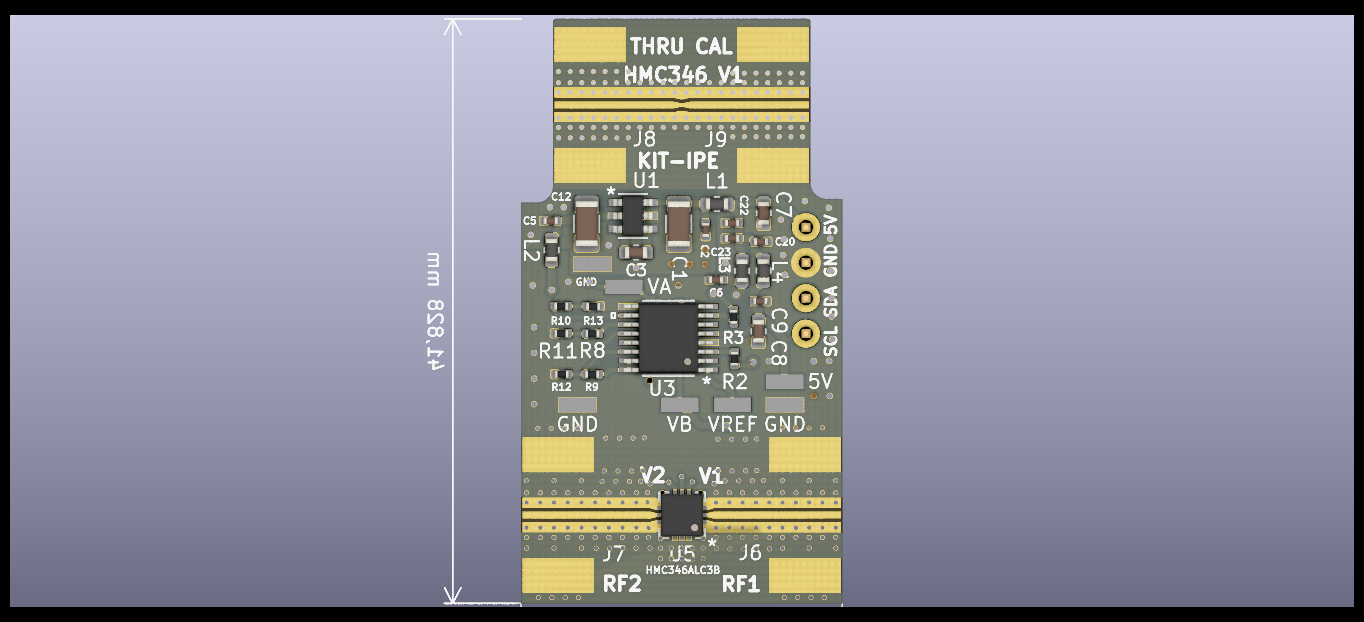 THRU CAL
HMC346 V1
J8 J9
KIT-IPE
U1 L1
*
C12
C22
C7
C5
L2
5V
C20
C2
C23
GND
C3
C1
L3
L4
GND
VA
C6
SDA
R10 R13
R3
C9
SCL
R11 R8
C8
R12 R9
U3
*
R2
5V
GND
VB
VREF
GND
V2 V1
J7
U5
*
J6
HMC346ALC3B
RF2
RF1
41.828 mm